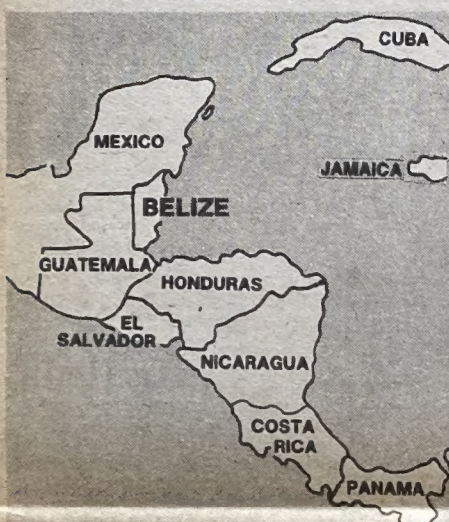 CUBA
MEXICO
JAMAICA
BELIZE
GUATEMALA
HONDURAS
EL
SALVADOR
NICARAGUA
COSTA
RICA
PANAMA